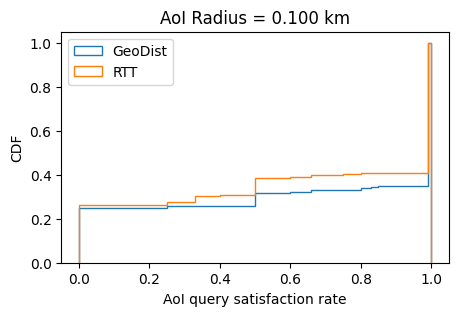 AoI Radius = 0.100 km
GeoDist
RTT
CDF
1.0
0.8
0.6
0.4
0.2
0.0
0.0 0.2 0.4 0.6 0.8 1.0
AoI query satisfaction rate